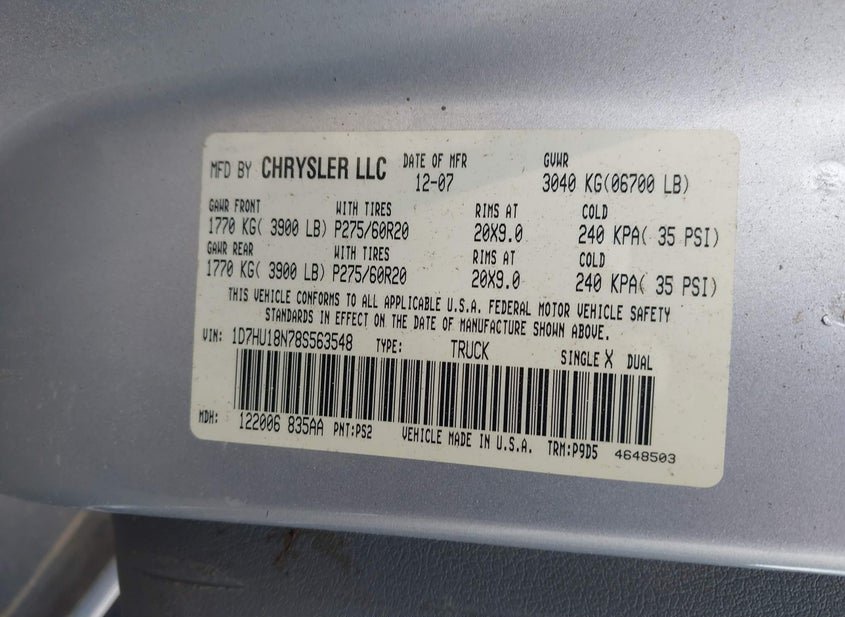 MFD BY CHRYSLER LLC DATE OF MFR 12-07 GVWR 3040 KG(06700 LB)
GAWR FRONT WITH TIRES RIMS AT COLD
1770 KG( 3900 LB) P275/60R20 20X9.0 240 KPA( 35 PSI)
GAWR REAR WITH TIRES RIMS AT COLD
1770 KG( 3900 LB) P275/60R20 20X9.0 240 KPA( 35 PSI)
THIS VEHICLE CONFORMS TO ALL APPLICABLE U.S.A. FEDERAL MOTOR VEHICLE SAFETY
STANDARDS IN EFFECT ON THE DATE OF MANUFACTURE SHOWN ABOVE.
VIN: 1D7HU18N78S563548 TYPE: TRUCK SINGLE X DUAL
MDH: 122006 835AA PNT:PS2 VEHICLE MADE IN U.S.A. TRM:P9D5 4648503